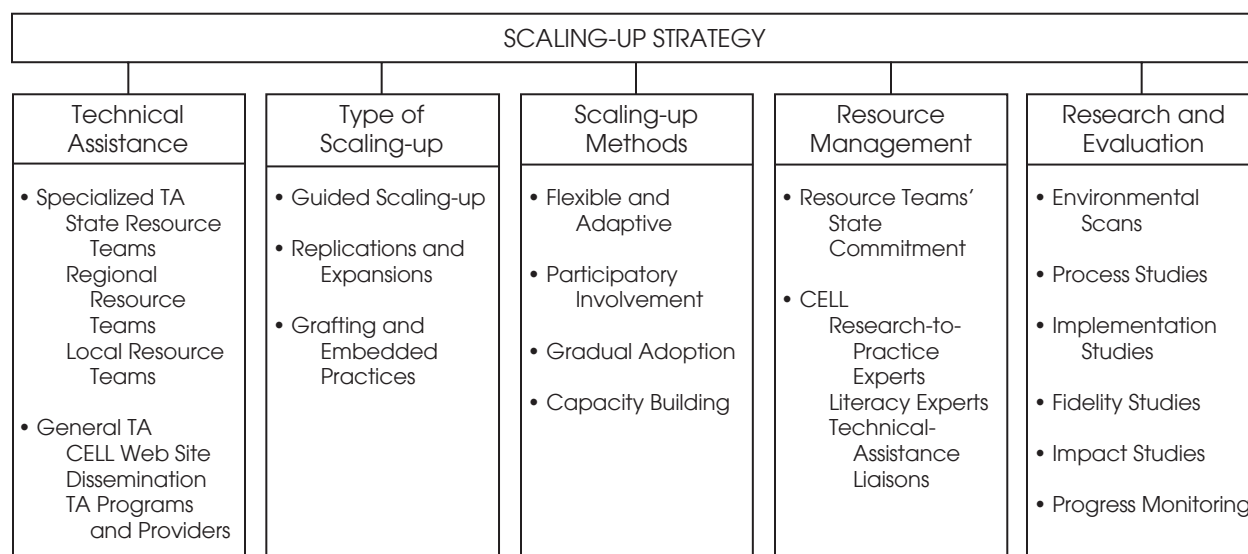 SCALING-UP STRATEGY
Technical
Assistance
• Specialized TA
State Resource
Teams
Regional
Resource
Teams
Local Resource
Teams
• General TA
CELL Web Site
Dissemination
TA Programs
and Providers
Type of
Scaling-up
• Guided Scaling-up
• Replications and
Expansions
• Grafting and
Embedded
Practices
Scaling-up
Methods
• Flexible and
Adaptive
• Participatory
Involvement
• Gradual Adoption
• Capacity Building
Resource
Management
• Resource Teams’
State
Commitment
• CELL
Research-to-
Practice
Experts
Literacy Experts
Technical-
Assistance
Liaisons
Research and
Evaluation
• Environmental
Scans
• Process Studies
• Implementation
Studies
• Fidelity Studies
• Impact Studies
• Progress Monitoring